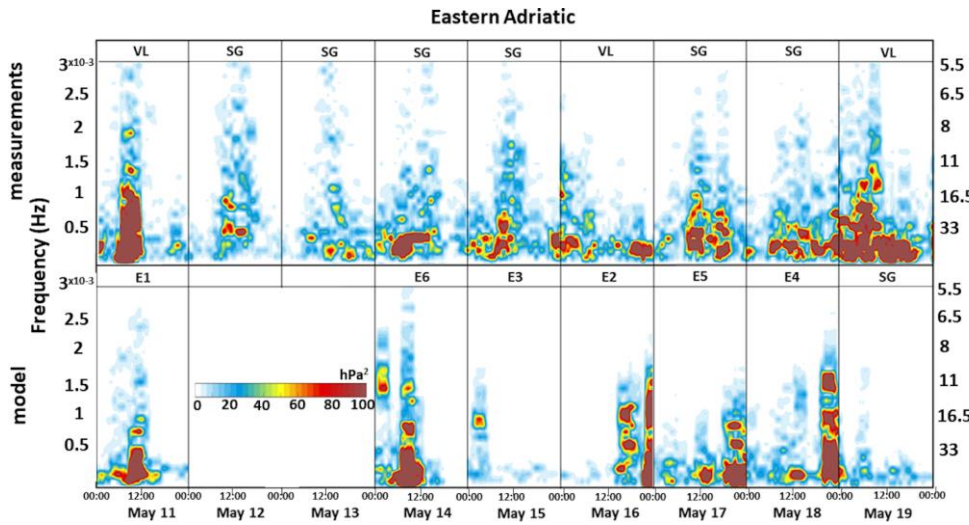 Eastern Adriatic
VL SG SG SG SG VL SG SG VL
measurements
Frequency (Hz)
3x10-3 5.5
2.5 6.5
2 8
1.5 11
1 16.5
0.5 33
E1 E6 E3 E2 E5 E4 SG
model
3x10-3 5.5
2.5 6.5
2 8
1.5 11
1 16.5
0.5 33
hPa²
0 20 40 60 80 100
00:00 12:00 00:00 12:00 00:00 12:00 00:00 12:00 00:00 12:00 00:00 12:00 00:00 12:00 00:00 12:00 00:00 12:00 00:00
May 11 May 12 May 13 May 14 May 15 May 16 May 17 May 18 May 19